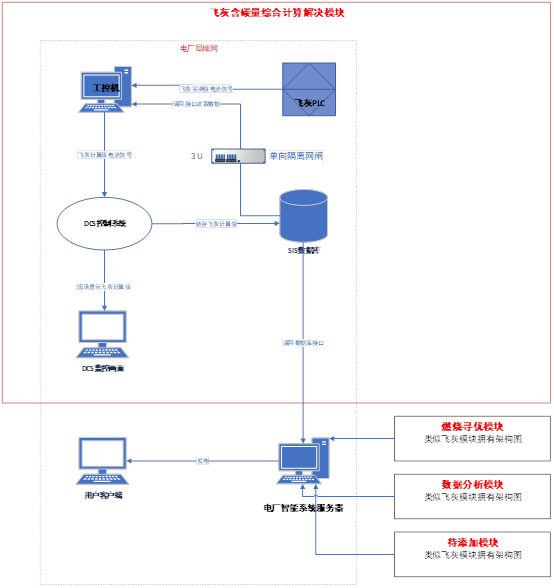 飞灰含碳量综合计算解决模块
电厂局域网
工控机
飞灰实测值电流信号
飞灰PLC
调用接口读取数据
3 U
单向隔离网闸
飞灰计算值电流信号
DCS控制系统
储存飞灰计算值
SIS数据库
现场显示飞灰计算值
DCS监控画面
调用数据库接口
燃烧寻优模块
类似飞灰模块拥有架构图
发布
用户客户端
电厂智能系统服务器
数据分析模块
类似飞灰模块拥有架构图
待添加模块
类似飞灰模块拥有架构图